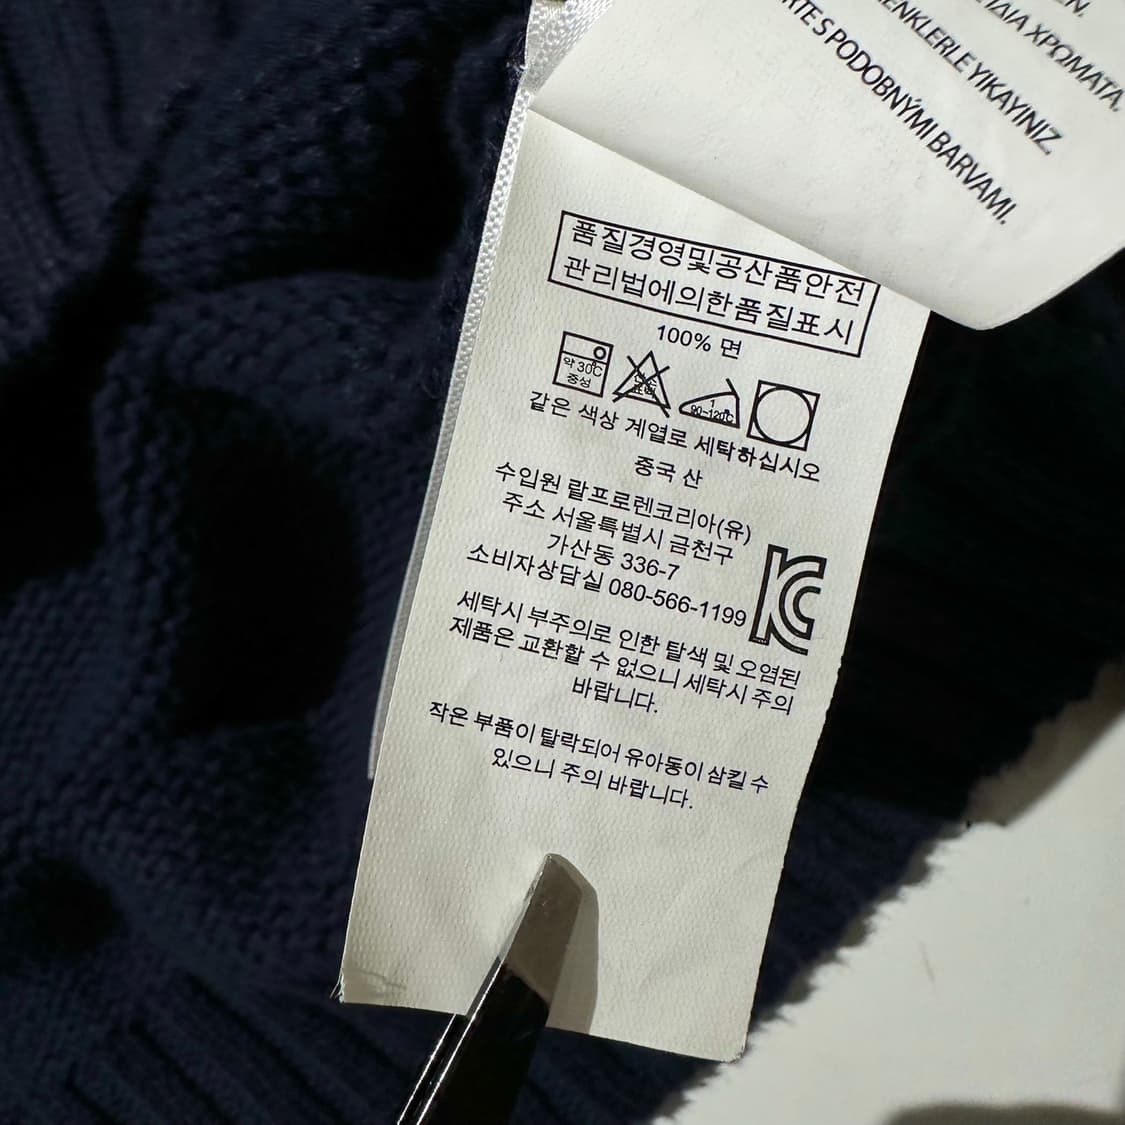 ΙΔΙΑ ΧΡΩΜΑΤΑ.
RENKLERLE YIKAYINIZ.
PODOBNÝMI BARVAMI.
품질경영및공산품안전
관리법에의한품질표시
100% 면
약 30℃
중성
1
90~120℃
같은 색상 계열로 세탁하십시오
중국 산
수입원 랄프로렌코리아(유)
주소 서울특별시 금천구
가산동 336-7
소비자상담실 080-566-1199
KC
세탁시 부주의로 인한 탈색 및 오염된
제품은 교환할 수 없으니 세탁시 주의
바랍니다.
작은 부품이 탈락되어 유아동이 삼킬 수
있으니 주의 바랍니다.